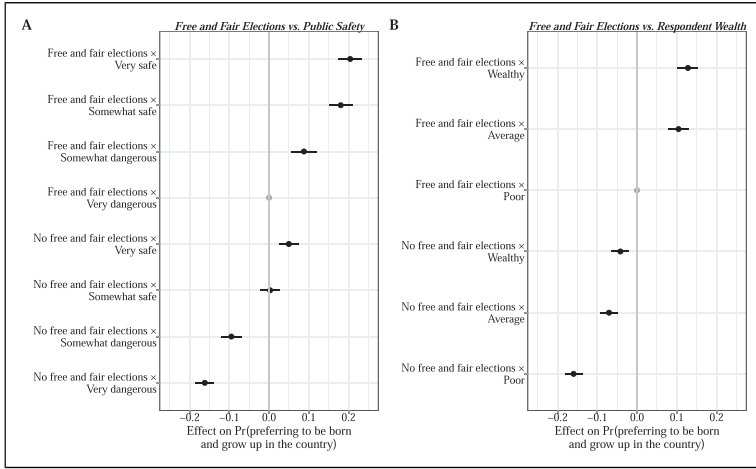 A
Free and Fair Elections vs. Public Safety
Free and fair elections ×
Very safe
Free and fair elections ×
Somewhat safe
Free and fair elections ×
Somewhat dangerous
Free and fair elections ×
Very dangerous
No free and fair elections ×
Very safe
No free and fair elections ×
Somewhat safe
No free and fair elections ×
Somewhat dangerous
No free and fair elections ×
Very dangerous
−0.2 −0.1 0.0 0.1 0.2
Effect on Pr(preferring to be born
and grow up in the country)
B
Free and Fair Elections vs. Respondent Wealth
Free and fair elections ×
Wealthy
Free and fair elections ×
Average
Free and fair elections ×
Poor
No free and fair elections ×
Wealthy
No free and fair elections ×
Average
No free and fair elections ×
Poor
−0.2 −0.1 0.0 0.1 0.2
Effect on Pr(preferring to be born
and grow up in the country)